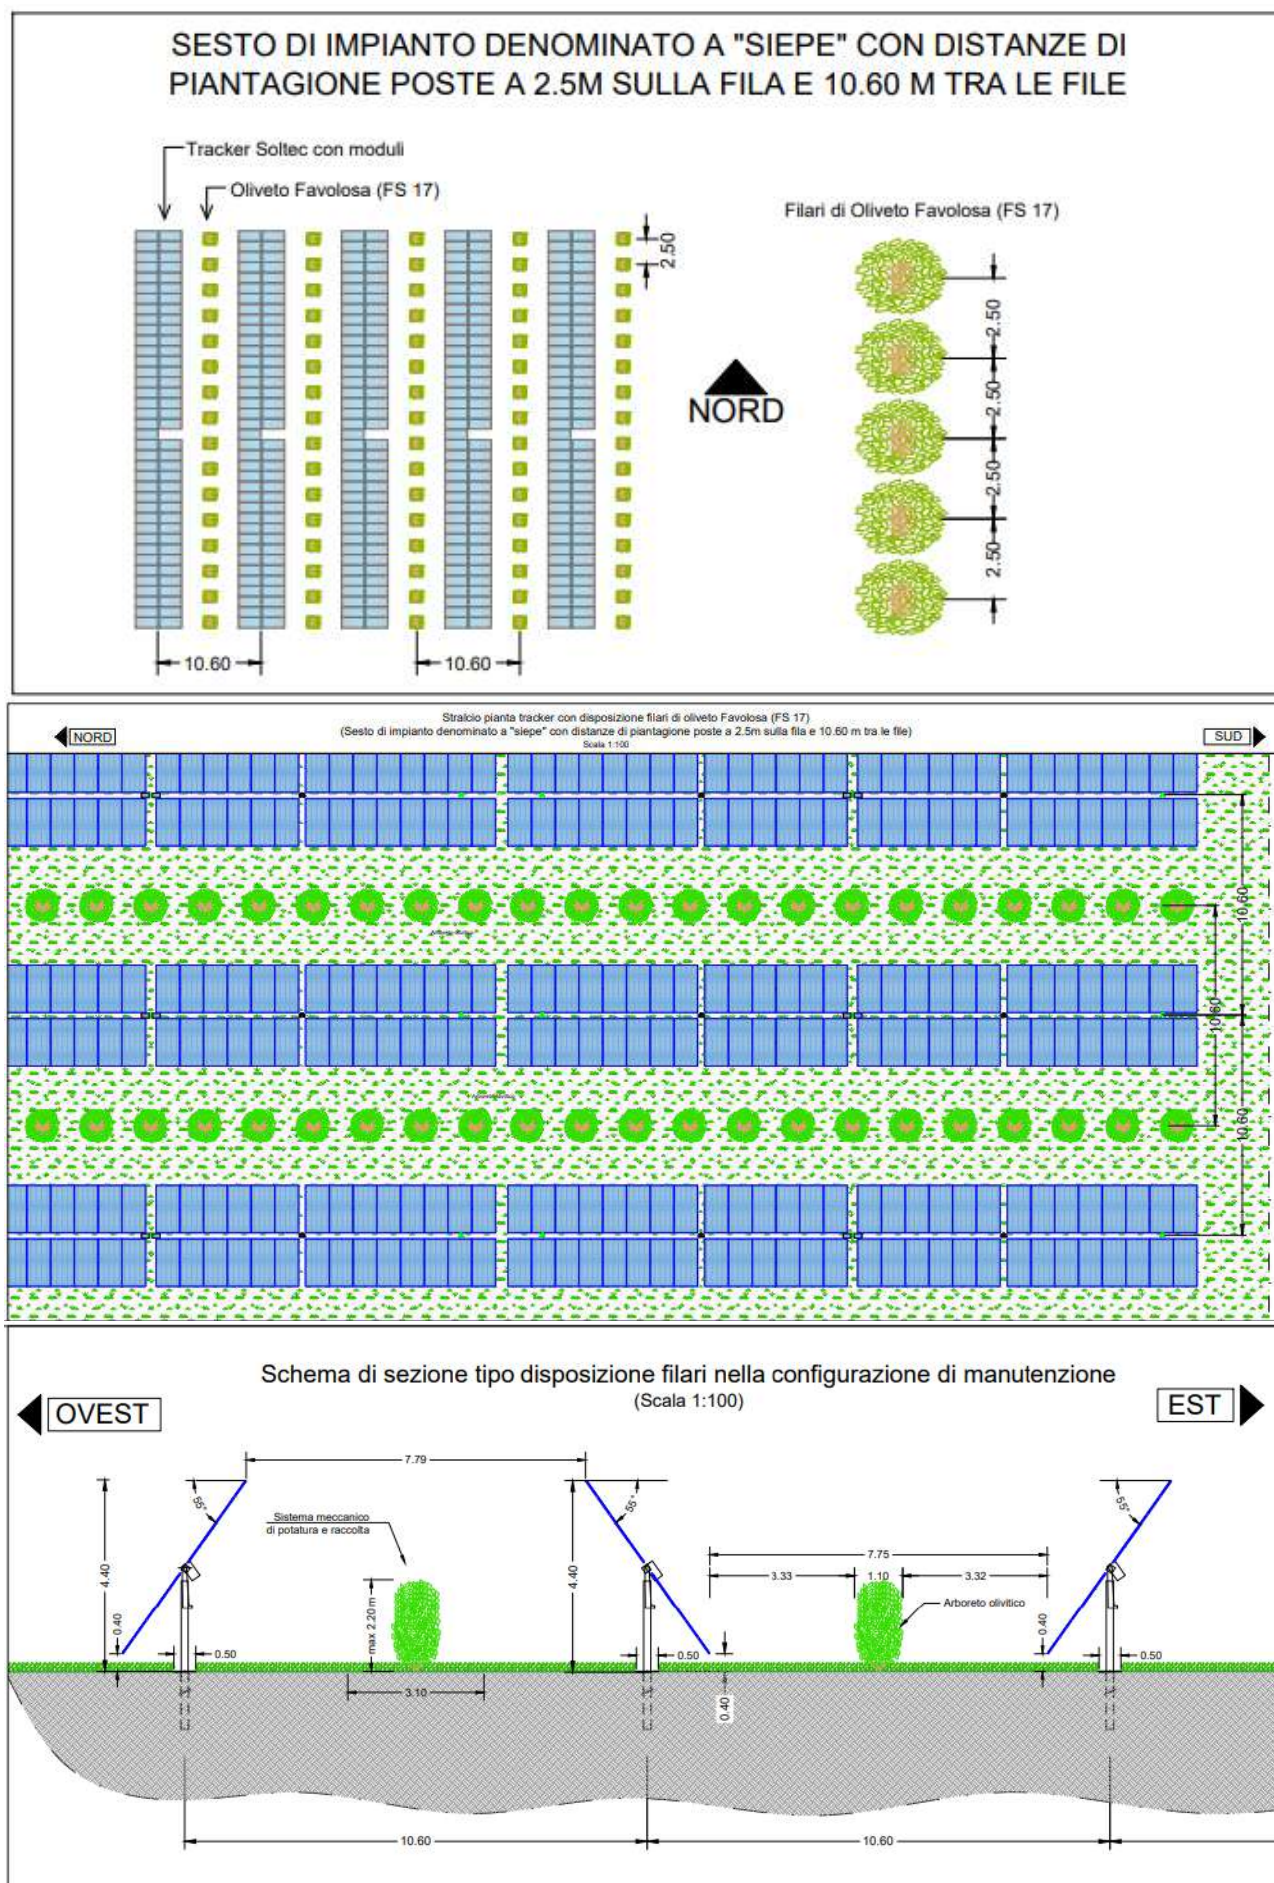 SESTO DI IMPIANTO DENOMINATO A "SIEPE" CON DISTANZE DI
PIANTAGIONE POSTE A 2.5M SULLA FILA E 10.60 M TRA LE FILE
Tracker Soltec con moduli
Oliveto Favolosa (FS 17)
2.50
10.60
10.60
NORD
Filari di Oliveto Favolosa (FS 17)
2.50
2.50
2.50
2.50
Stralcio pianta tracker con disposizione filari di oliveto Favolosa (FS 17)
(Sesto di impianto denominato a "siepe" con distanze di piantagione poste a 2.5m sulla fila e 10.60 m tra le file)
Scala 1:100
NORD
SUD
10.60
10.60
10.60
Schema di sezione tipo disposizione filari nella configurazione di manutenzione
(Scala 1:100)
OVEST
EST
7.79
55°
55°
55°
Sistema meccanico
di potatura e raccolta
4.40
4.40
7.75
3.33
1.10
3.32
max 2.20 m
Arboreto olivitico
0.40
0.50
0.50
0.40
0.50
3.10
0.40
10.60
10.60